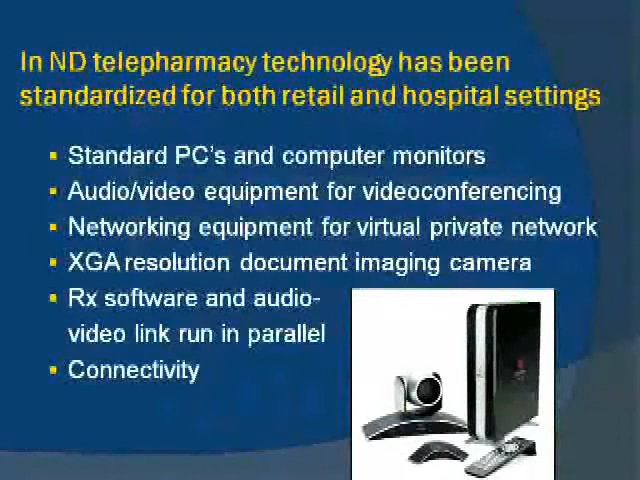 In ND telepharmacy technology has been
standardized for both retail and hospital settings
▪ Standard PC's and computer monitors
▪ Audio/video equipment for videoconferencing
▪ Networking equipment for virtual private network
▪ XGA resolution document imaging camera
▪ Rx software and audio-
video link run in parallel
▪ Connectivity